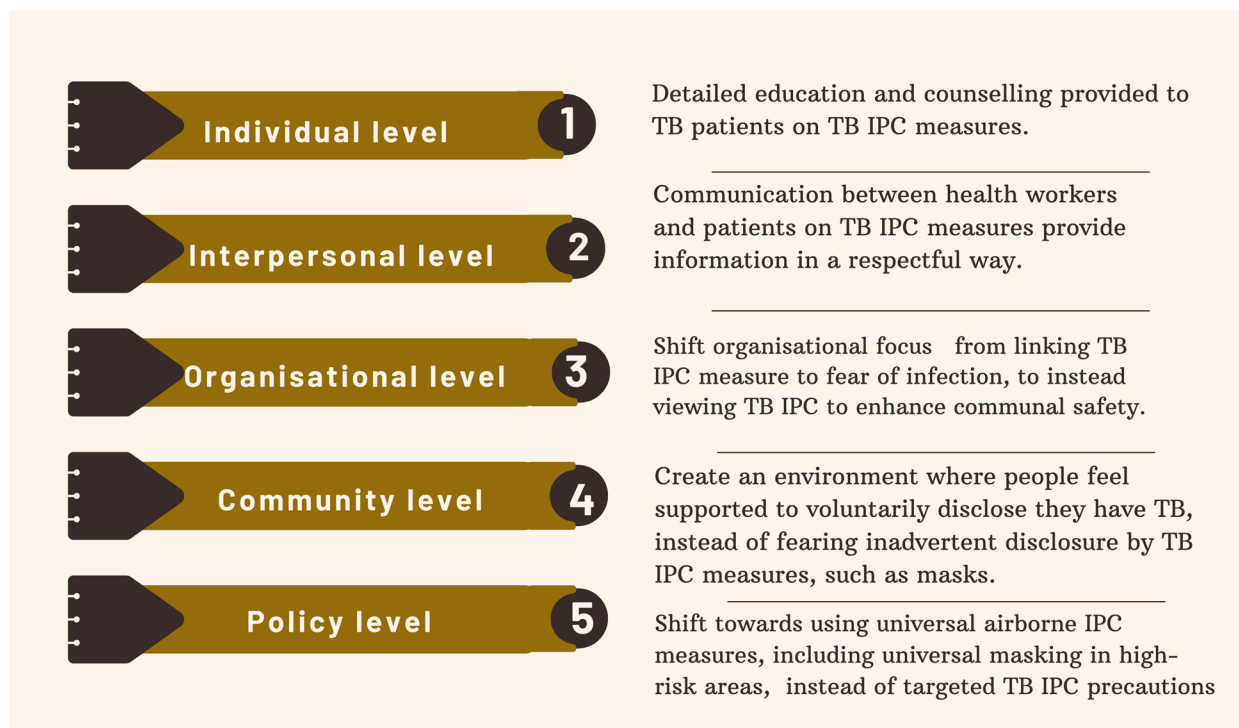 Individual level
1
Detailed education and counselling provided to
TB patients on TB IPC measures.
Interpersonal level
2
Communication between health workers
and patients on TB IPC measures provide
information in a respectful way.
Organisational level
3
Shift organisational focus from linking TB
IPC measure to fear of infection, to instead
viewing TB IPC to enhance communal safety.
Community level
4
Create an environment where people feel
supported to voluntarily disclose they have TB,
instead of fearing inadvertent disclosure by TB
IPC measures, such as masks.
Policy level
5
Shift towards using universal airborne IPC
measures, including universal masking in high-
risk areas, instead of targeted TB IPC precautions